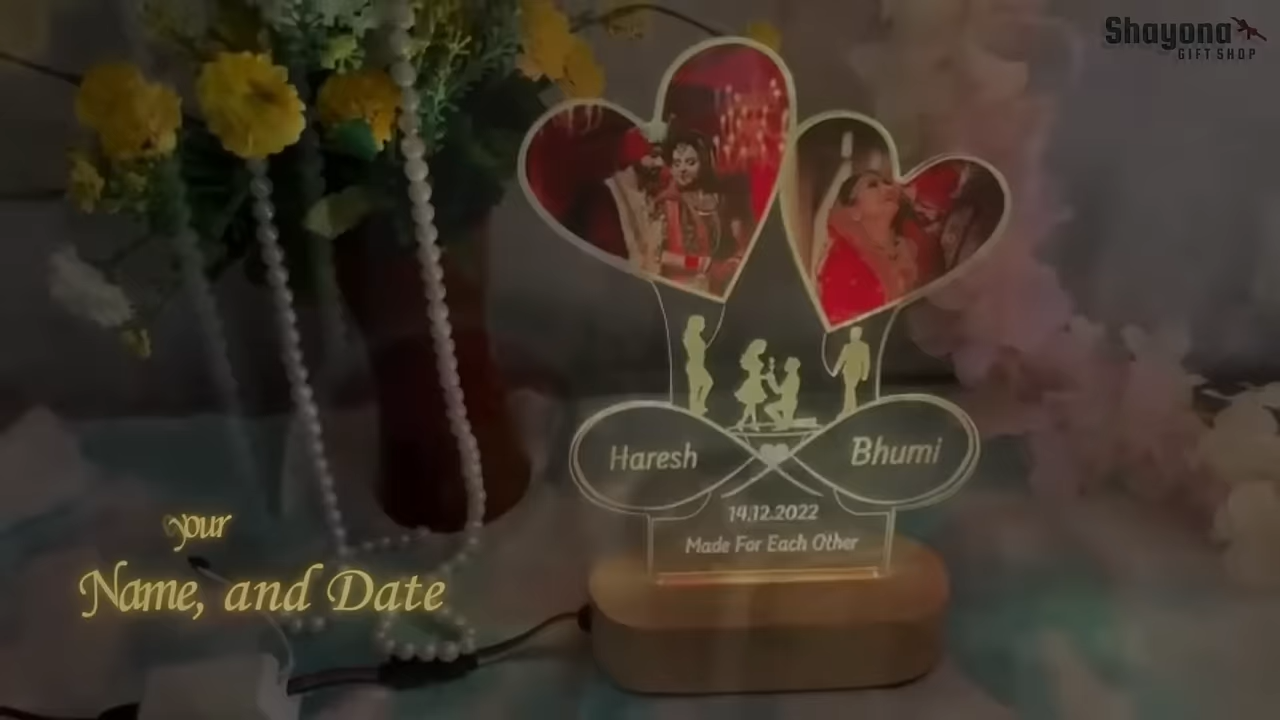 Shayona
GIFT SHOP
Haresh
Bhumi
14.12.2022
Made For Each Other
your
Name, and Date